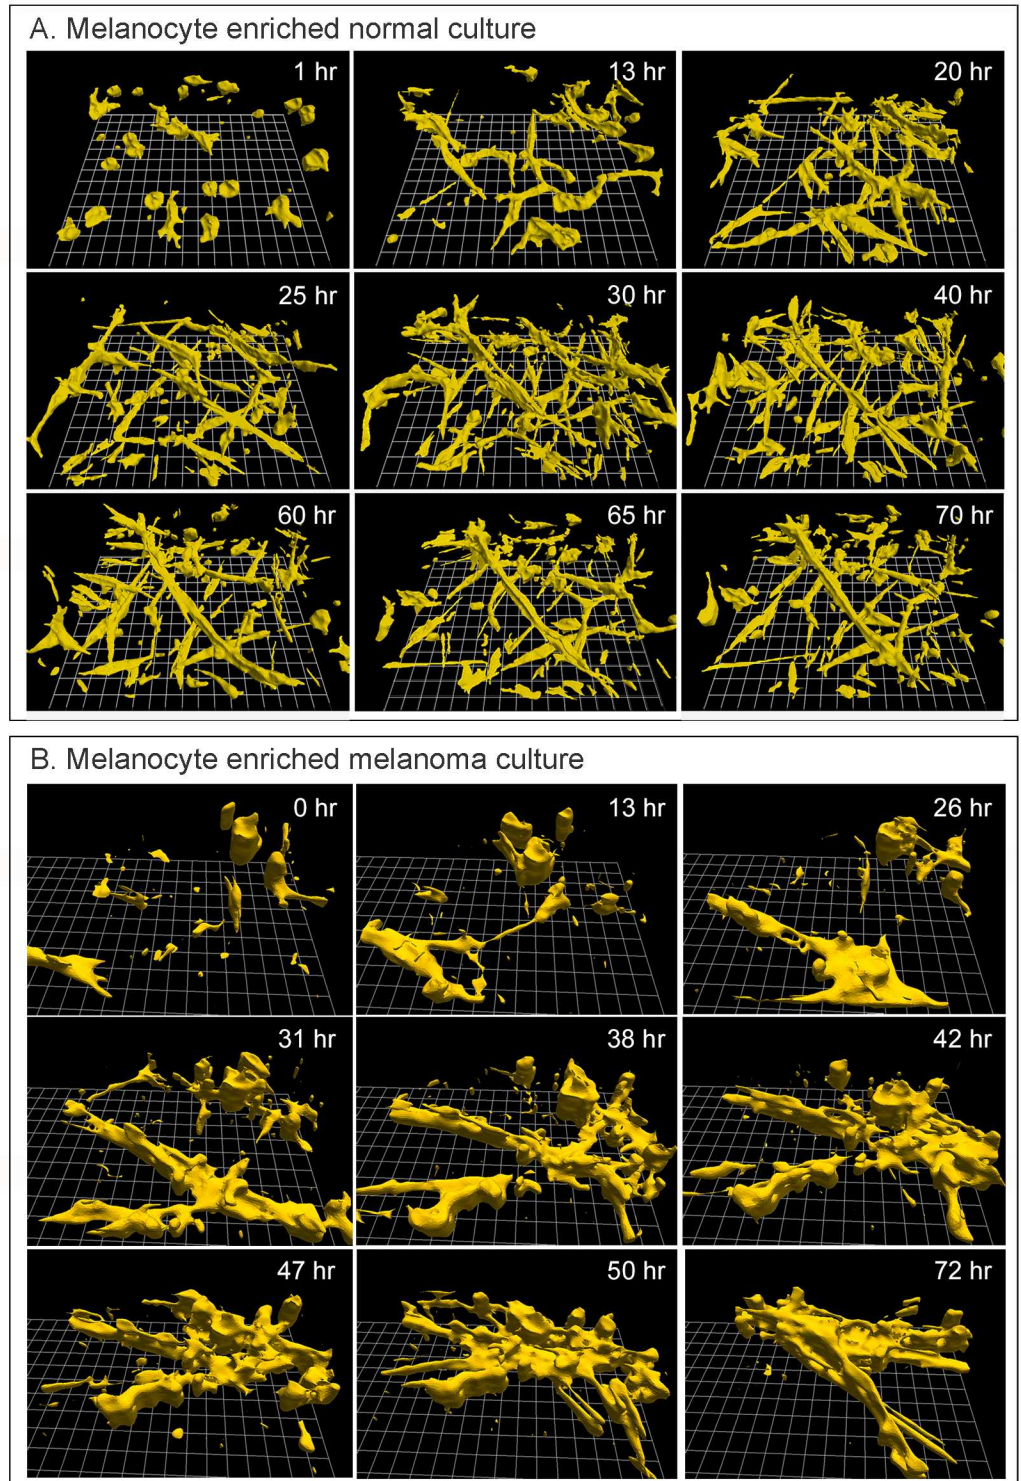 A. Melanocyte enriched normal culture
1 hr
13 hr
20 hr
25 hr
30 hr
40 hr
60 hr
65 hr
70 hr
B. Melanocyte enriched melanoma culture
0 hr
13 hr
26 hr
31 hr
38 hr
42 hr
47 hr
50 hr
72 hr